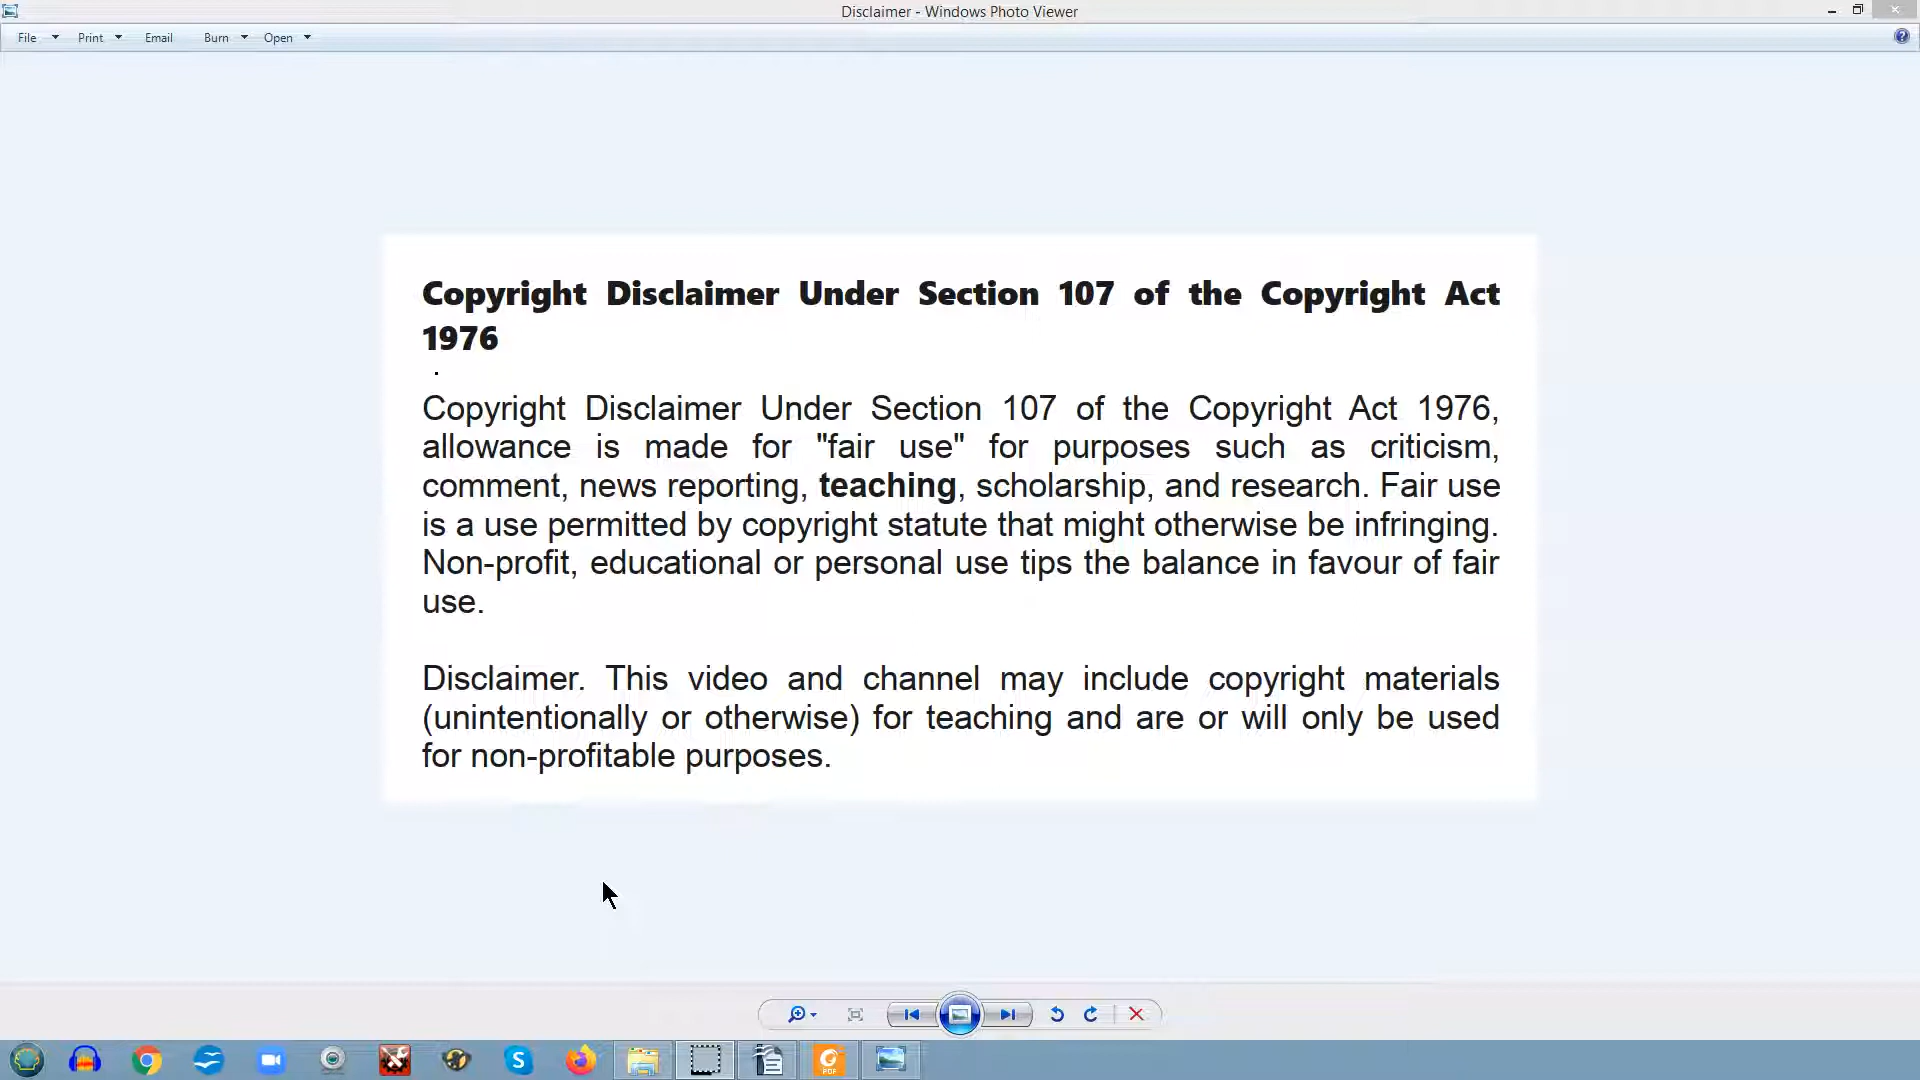 Disclaimer - Windows Photo Viewer
File Print Email Burn Open
Copyright Disclaimer Under Section 107 of the Copyright Act
1976
.
Copyright Disclaimer Under Section 107 of the Copyright Act 1976,
allowance is made for "fair use" for purposes such as criticism,
comment, news reporting, teaching, scholarship, and research. Fair use
is a use permitted by copyright statute that might otherwise be infringing.
Non-profit, educational or personal use tips the balance in favour of fair
use.
Disclaimer. This video and channel may include copyright materials
(unintentionally or otherwise) for teaching and are or will only be used
for non-profitable purposes.
PDF